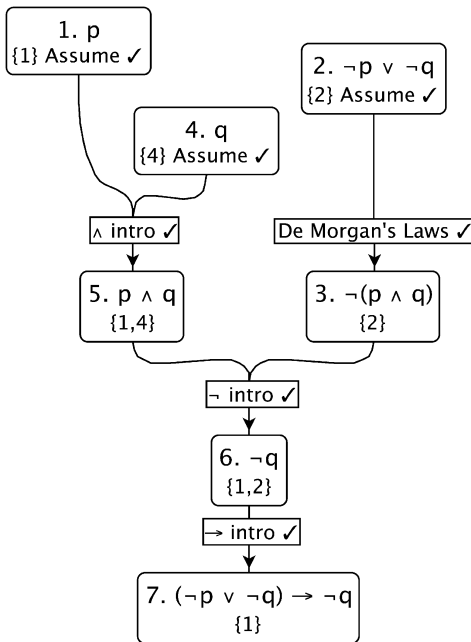 1. p
{1} Assume ✓
2. ¬p ∨ ¬q
{2} Assume ✓
4. q
{4} Assume ✓
∧ intro ✓
De Morgan's Laws ✓
5. p ∧ q
{1,4}
3. ¬(p ∧ q)
{2}
¬ intro ✓
6. ¬q
{1,2}
→ intro ✓
7. (¬p ∨ ¬q) → ¬q
{1}